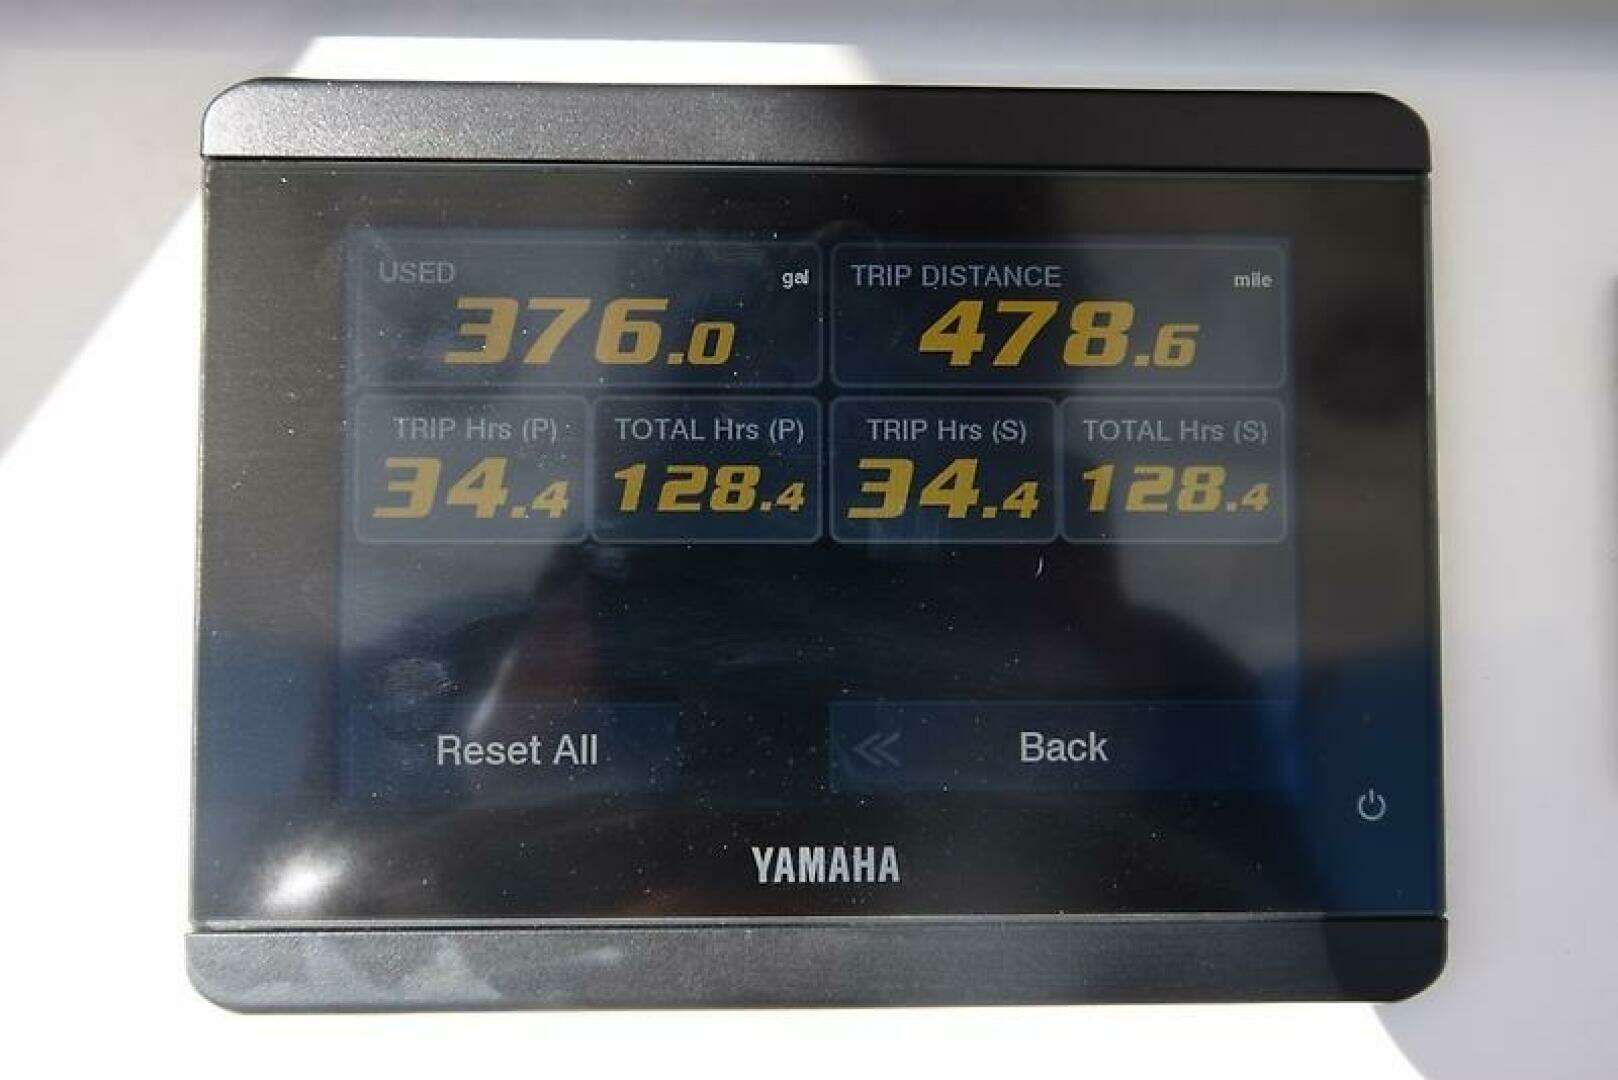 USED gal TRIP DISTANCE mile
376.0 478.6
TRIP Hrs (P) TOTAL Hrs (P) TRIP Hrs (S) TOTAL Hrs (S)
34.4 128.4 34.4 128.4
Reset All Back
YAMAHA